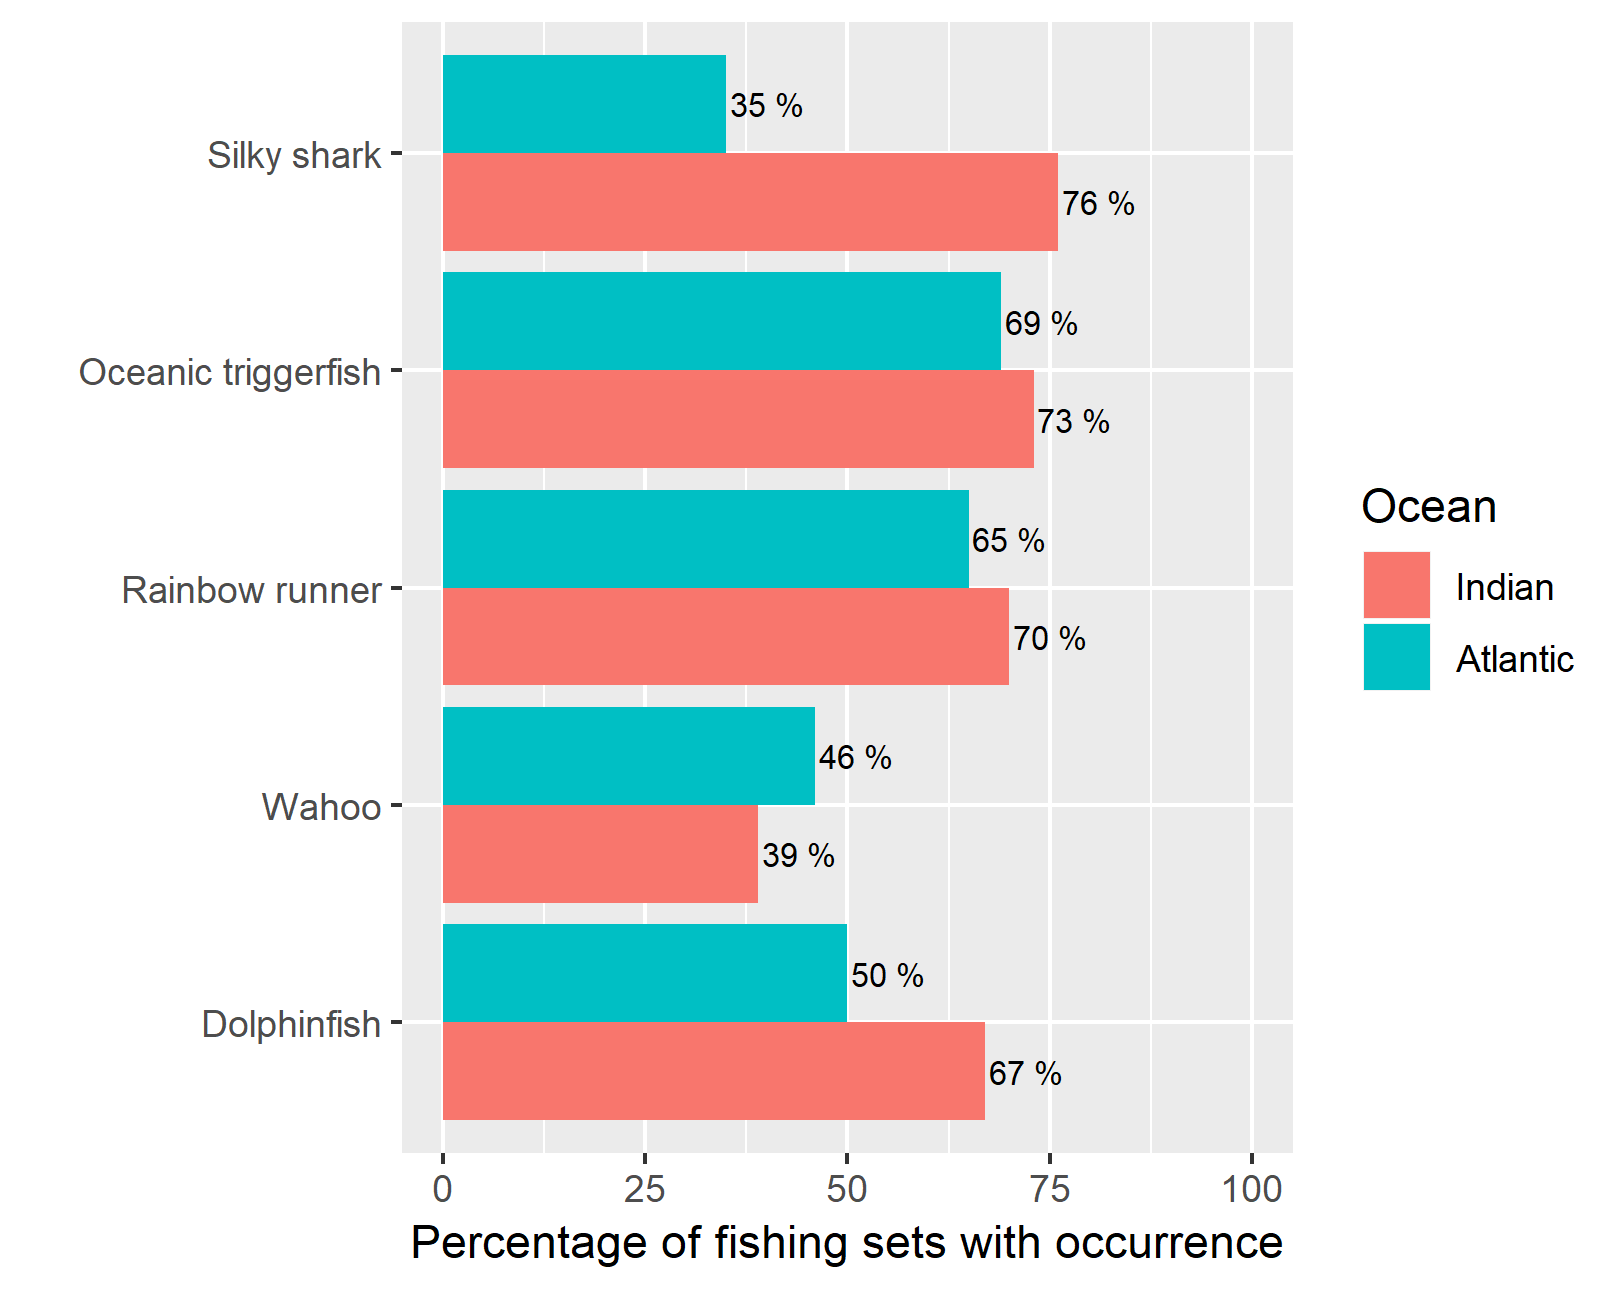 Silky shark
35 %
76 %
Oceanic triggerfish
69 %
73 %
Rainbow runner
65 %
70 %
Wahoo
46 %
39 %
Dolphinfish
50 %
67 %
0 25 50 75 100
Percentage of fishing sets with occurrence
Ocean
Indian
Atlantic